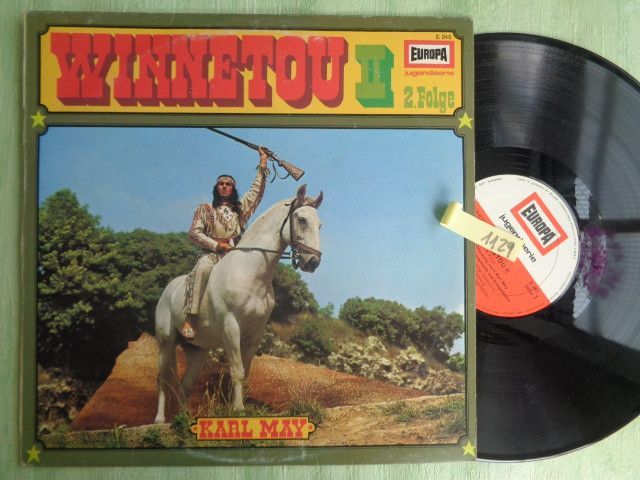 E 245
WINNETOU II
EUROPA
jugendserie
2. Folge
KARL MAY
EUROPA
jugendserie
1129